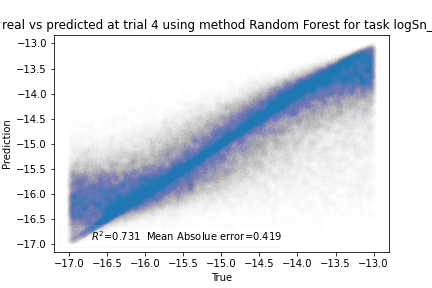 real vs predicted at trial 4 using method Random Forest for task logSn_
−13.0
−13.5
−14.0
−14.5
−15.0
−15.5
−16.0
−16.5
−17.0
Prediction
R²=0.731 Mean Absolue error=0.419
−17.0 −16.5 −16.0 −15.5 −15.0 −14.5 −14.0 −13.5 −13.0
True